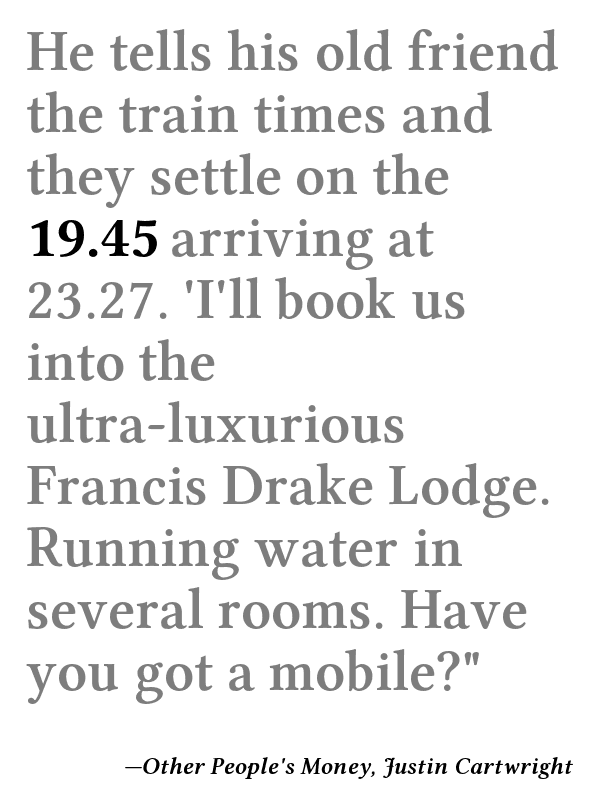 He tells his old friend
the train times and
they settle on the
19.45 arriving at
23.27. 'I'll book us
into the
ultra-luxurious
Francis Drake Lodge.
Running water in
several rooms. Have
you got a mobile?"
—Other People's Money, Justin Cartwright